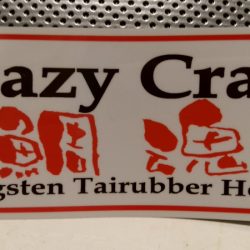 azy Cra
鯛 魂
gsten Tairubber He